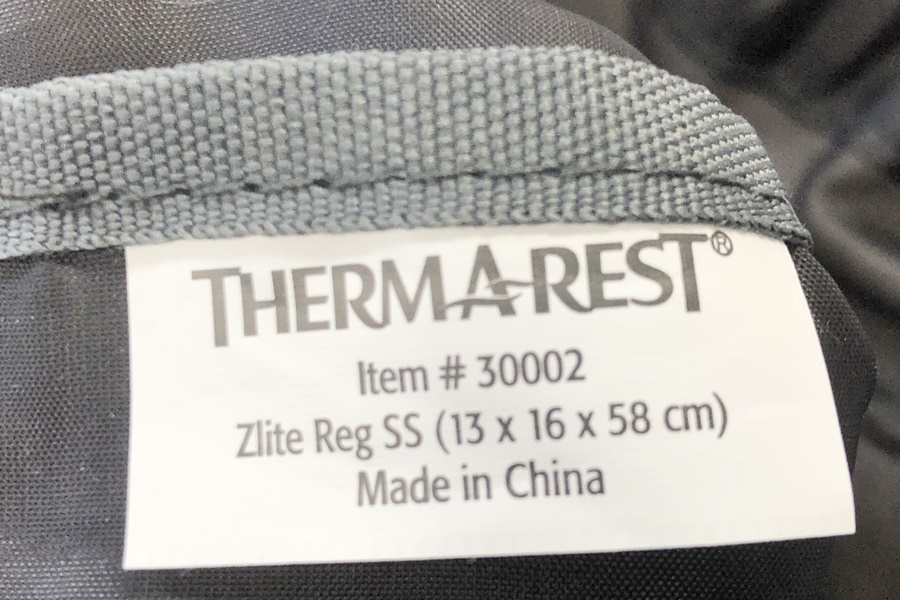 THERMAREST®
Item # 30002
Zlite Reg SS (13 x 16 x 58 cm)
Made in China